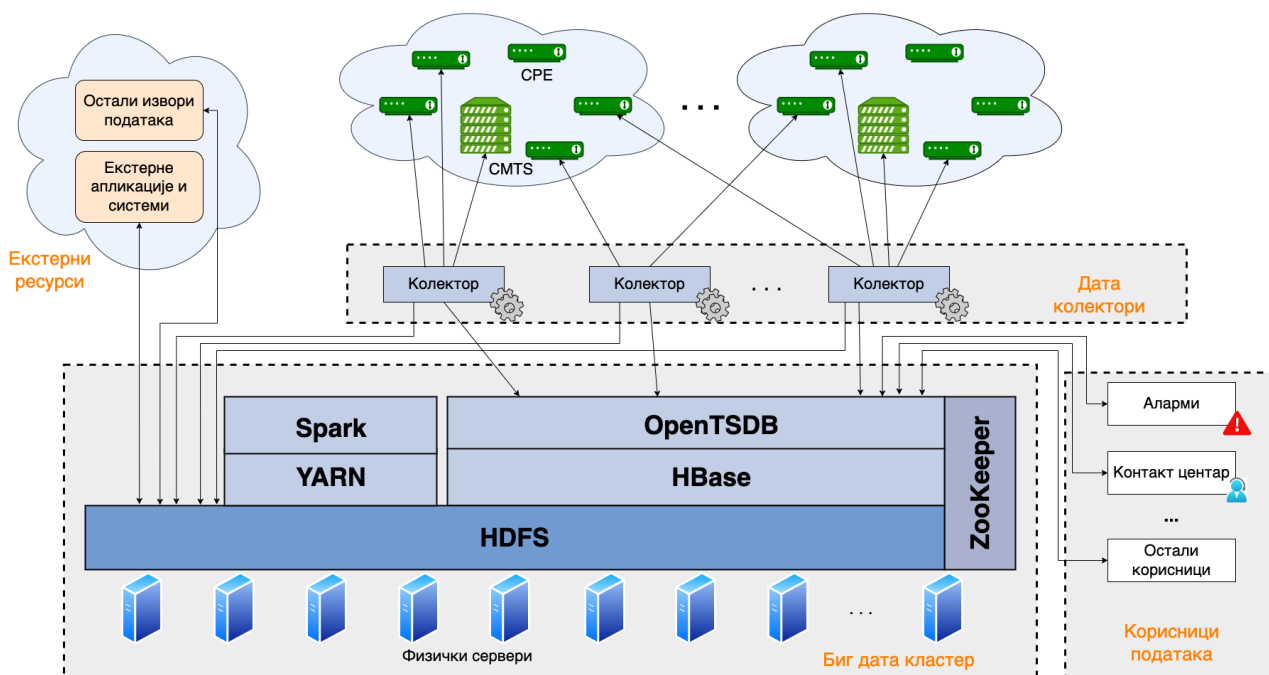 Остали извори
података
Екстерне
апликације и
системи
Екстерни
ресурси
CPE
CMTS
. . .
Колектор
Колектор
. . .
Колектор
Дата
колектори
Spark
YARN
OpenTSDB
HBase
ZooKeeper
HDFS
. . .
Физички сервери
Биг дата кластер
Аларми
Контакт центар
...
Остали
корисници
Корисници
података